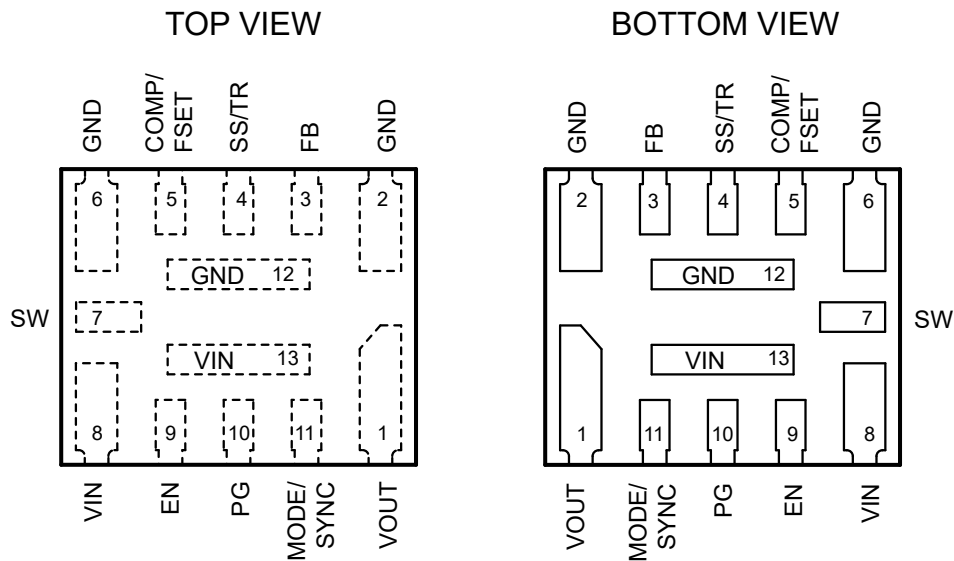 TOP VIEW
GND
COMP/
FSET
SS/TR
FB
GND
6
5
4
3
2
GND 12
SW
7
VIN 13
8
9
10
11
1
VIN
EN
PG
MODE/
SYNC
VOUT
BOTTOM VIEW
GND
FB
SS/TR
COMP/
FSET
GND
2
3
4
5
6
GND 12
7
SW
VIN 13
1
11
10
9
8
VOUT
MODE/
SYNC
PG
EN
VIN